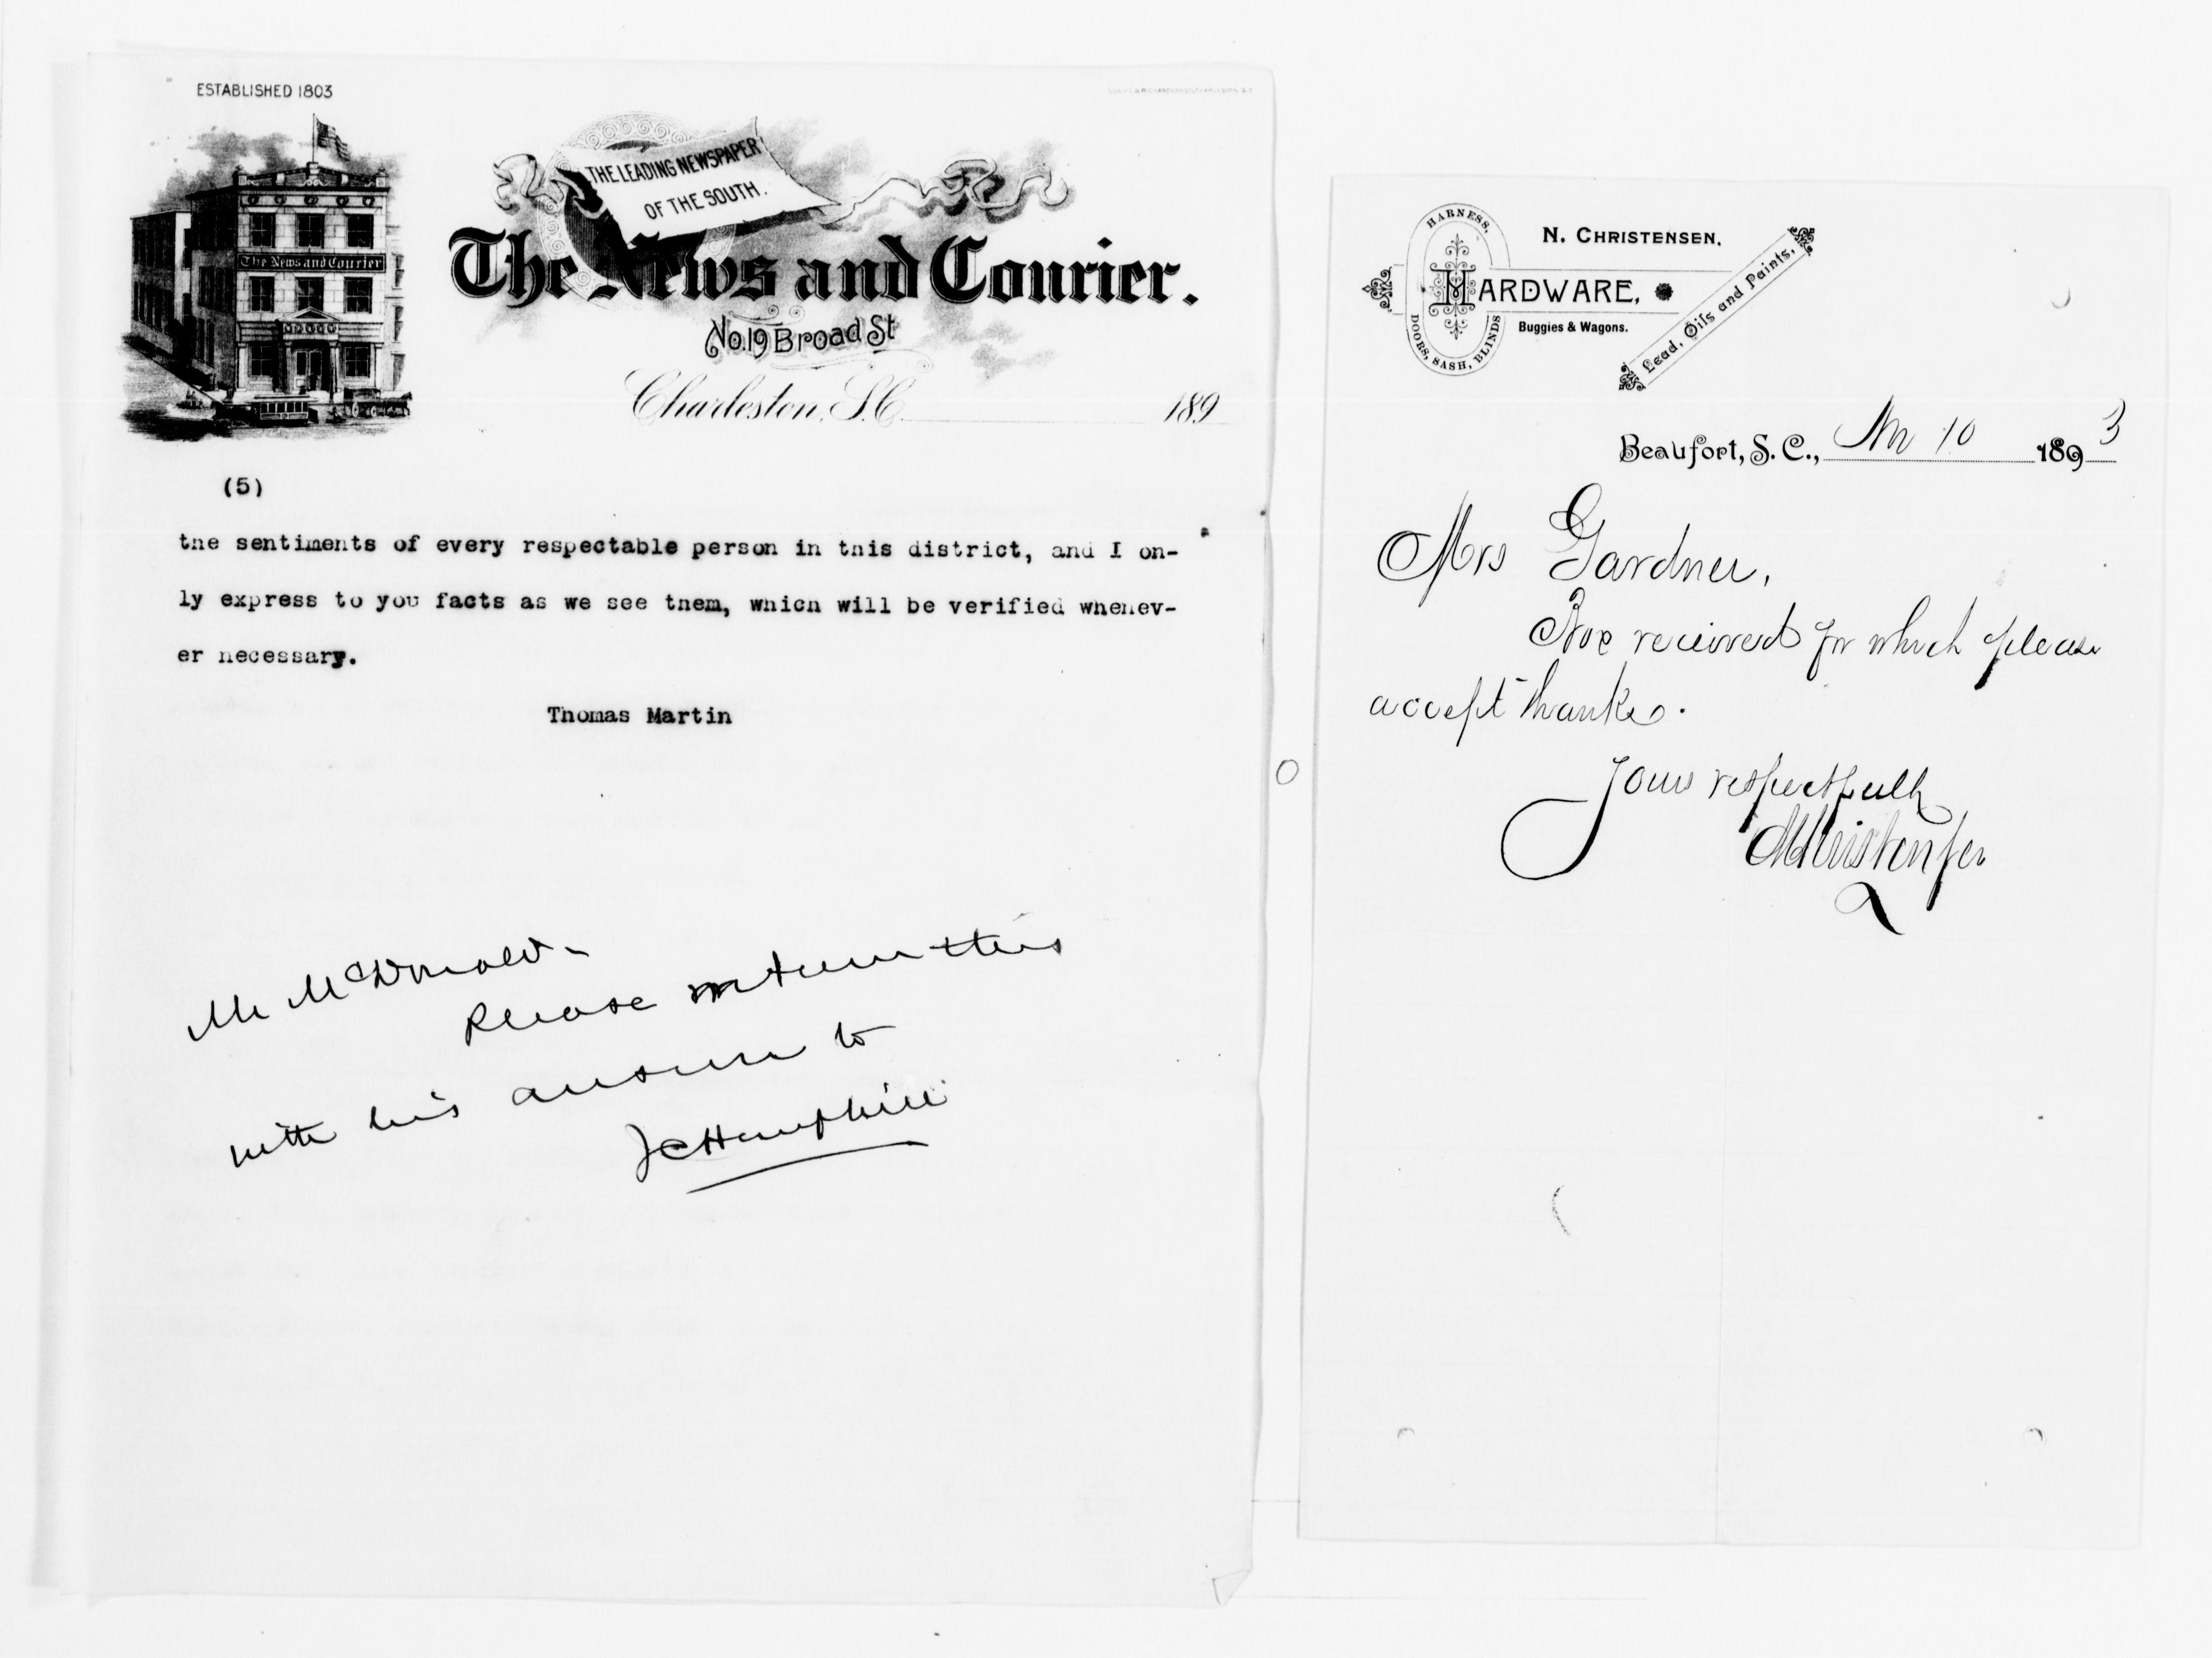 ESTABLISHED 1803
The News and Courier
THE LEADING NEWSPAPER
OF THE SOUTH.
The News and Courier.
No. 19 Broad St
Charleston, S.C. 189
(5)
the sentiments of every respectable person in this district, and I on-
ly express to you facts as we see them, which will be verified whenev-
er necessary.
Thomas Martin
Mr McDonald-
Please return this
with his answer to
JCHemphill
N. CHRISTENSEN,
HARNESS,
HARDWARE,
DOORS, SASH, BLINDS
Buggies & Wagons.
Lead, Oils and Paints,
Beaufort, S. C., 10 1893
Mrs Gardner,
Box received for which please
accept thanks.
Yours respectfully
NChristensen